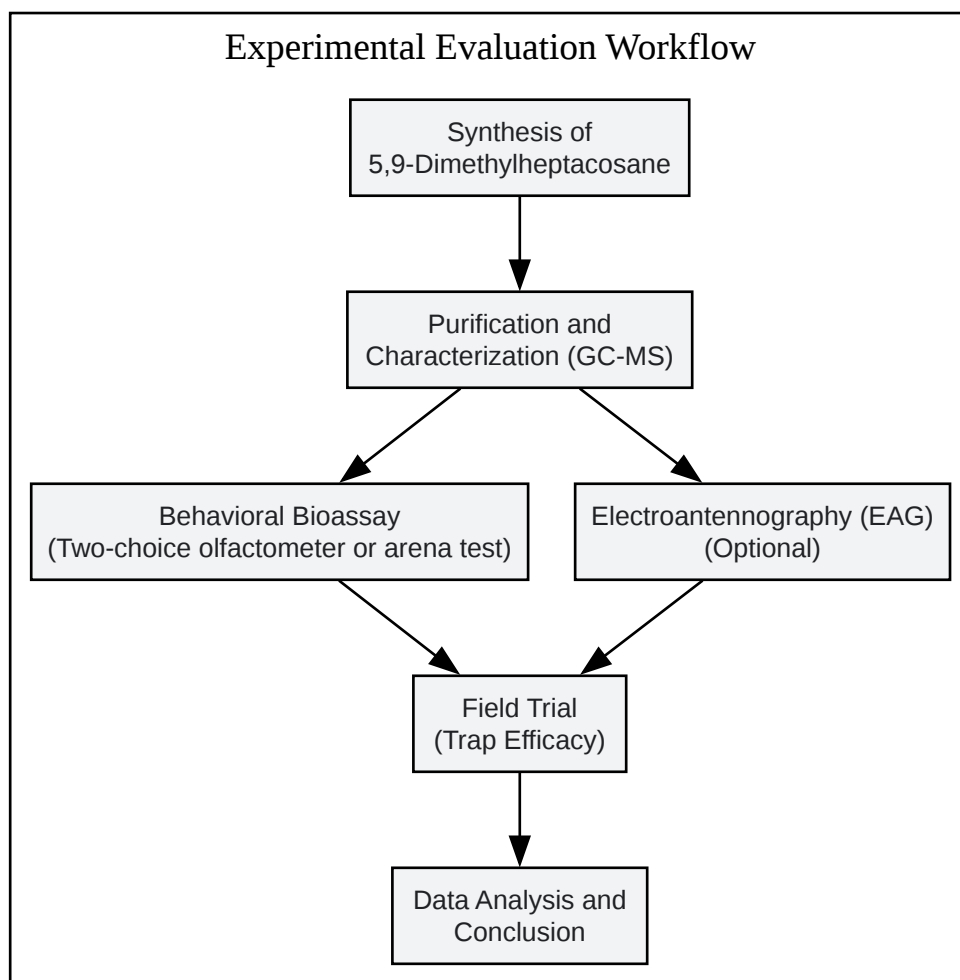 Experimental Evaluation Workflow
Synthesis of
5,9-Dimethylheptacosane
Purification and
Characterization (GC-MS)
Behavioral Bioassay
(Two-choice olfactometer or arena test)
Electroantennography (EAG)
(Optional)
Field Trial
(Trap Efficacy)
Data Analysis and
Conclusion